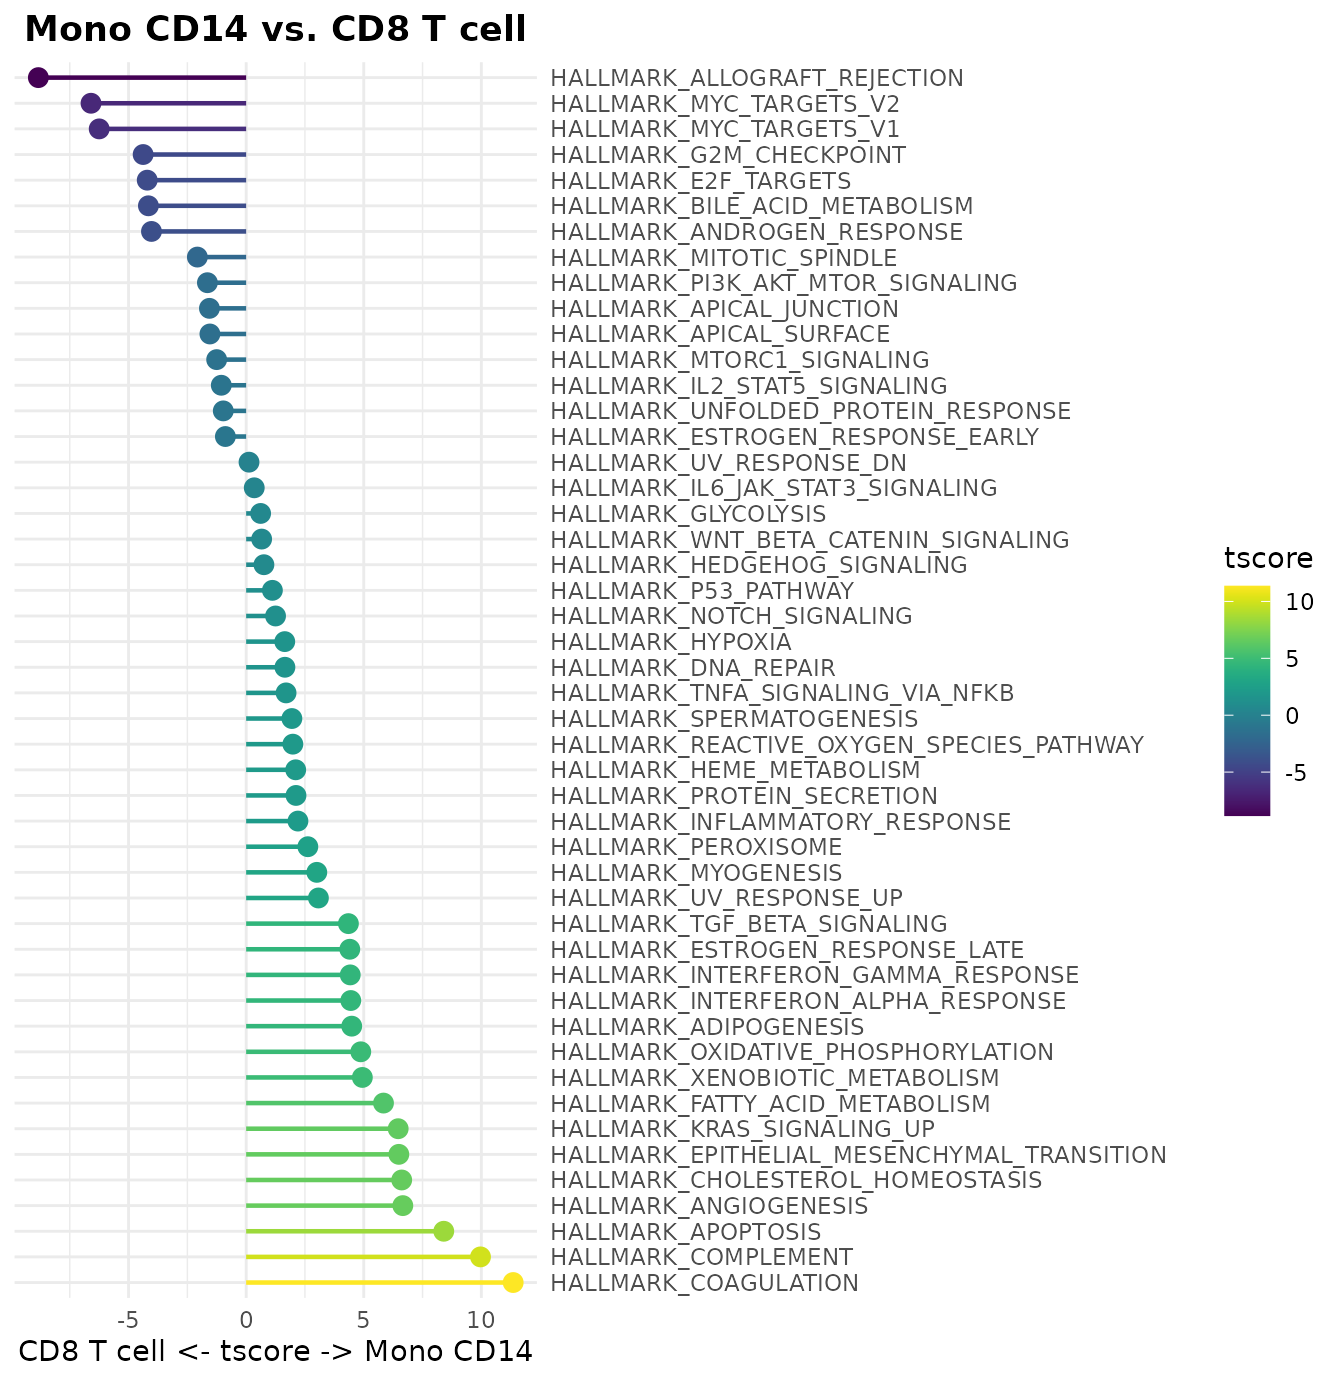 Mono CD14 vs. CD8 T cell
HALLMARK_ALLOGRAFT_REJECTION
HALLMARK_MYC_TARGETS_V2
HALLMARK_MYC_TARGETS_V1
HALLMARK_G2M_CHECKPOINT
HALLMARK_E2F_TARGETS
HALLMARK_BILE_ACID_METABOLISM
HALLMARK_ANDROGEN_RESPONSE
HALLMARK_MITOTIC_SPINDLE
HALLMARK_PI3K_AKT_MTOR_SIGNALING
HALLMARK_APICAL_JUNCTION
HALLMARK_APICAL_SURFACE
HALLMARK_MTORC1_SIGNALING
HALLMARK_IL2_STAT5_SIGNALING
HALLMARK_UNFOLDED_PROTEIN_RESPONSE
HALLMARK_ESTROGEN_RESPONSE_EARLY
HALLMARK_UV_RESPONSE_DN
HALLMARK_IL6_JAK_STAT3_SIGNALING
HALLMARK_GLYCOLYSIS
HALLMARK_WNT_BETA_CATENIN_SIGNALING
HALLMARK_HEDGEHOG_SIGNALING
HALLMARK_P53_PATHWAY
HALLMARK_NOTCH_SIGNALING
HALLMARK_HYPOXIA
HALLMARK_DNA_REPAIR
HALLMARK_TNFA_SIGNALING_VIA_NFKB
HALLMARK_SPERMATOGENESIS
HALLMARK_REACTIVE_OXYGEN_SPECIES_PATHWAY
HALLMARK_HEME_METABOLISM
HALLMARK_PROTEIN_SECRETION
HALLMARK_INFLAMMATORY_RESPONSE
HALLMARK_PEROXISOME
HALLMARK_MYOGENESIS
HALLMARK_UV_RESPONSE_UP
HALLMARK_TGF_BETA_SIGNALING
HALLMARK_ESTROGEN_RESPONSE_LATE
HALLMARK_INTERFERON_GAMMA_RESPONSE
HALLMARK_INTERFERON_ALPHA_RESPONSE
HALLMARK_ADIPOGENESIS
HALLMARK_OXIDATIVE_PHOSPHORYLATION
HALLMARK_XENOBIOTIC_METABOLISM
HALLMARK_FATTY_ACID_METABOLISM
HALLMARK_KRAS_SIGNALING_UP
HALLMARK_EPITHELIAL_MESENCHYMAL_TRANSITION
HALLMARK_CHOLESTEROL_HOMEOSTASIS
HALLMARK_ANGIOGENESIS
HALLMARK_APOPTOSIS
HALLMARK_COMPLEMENT
HALLMARK_COAGULATION
-5 0 5 10
CD8 T cell <- tscore -> Mono CD14
tscore
10
5
0
-5